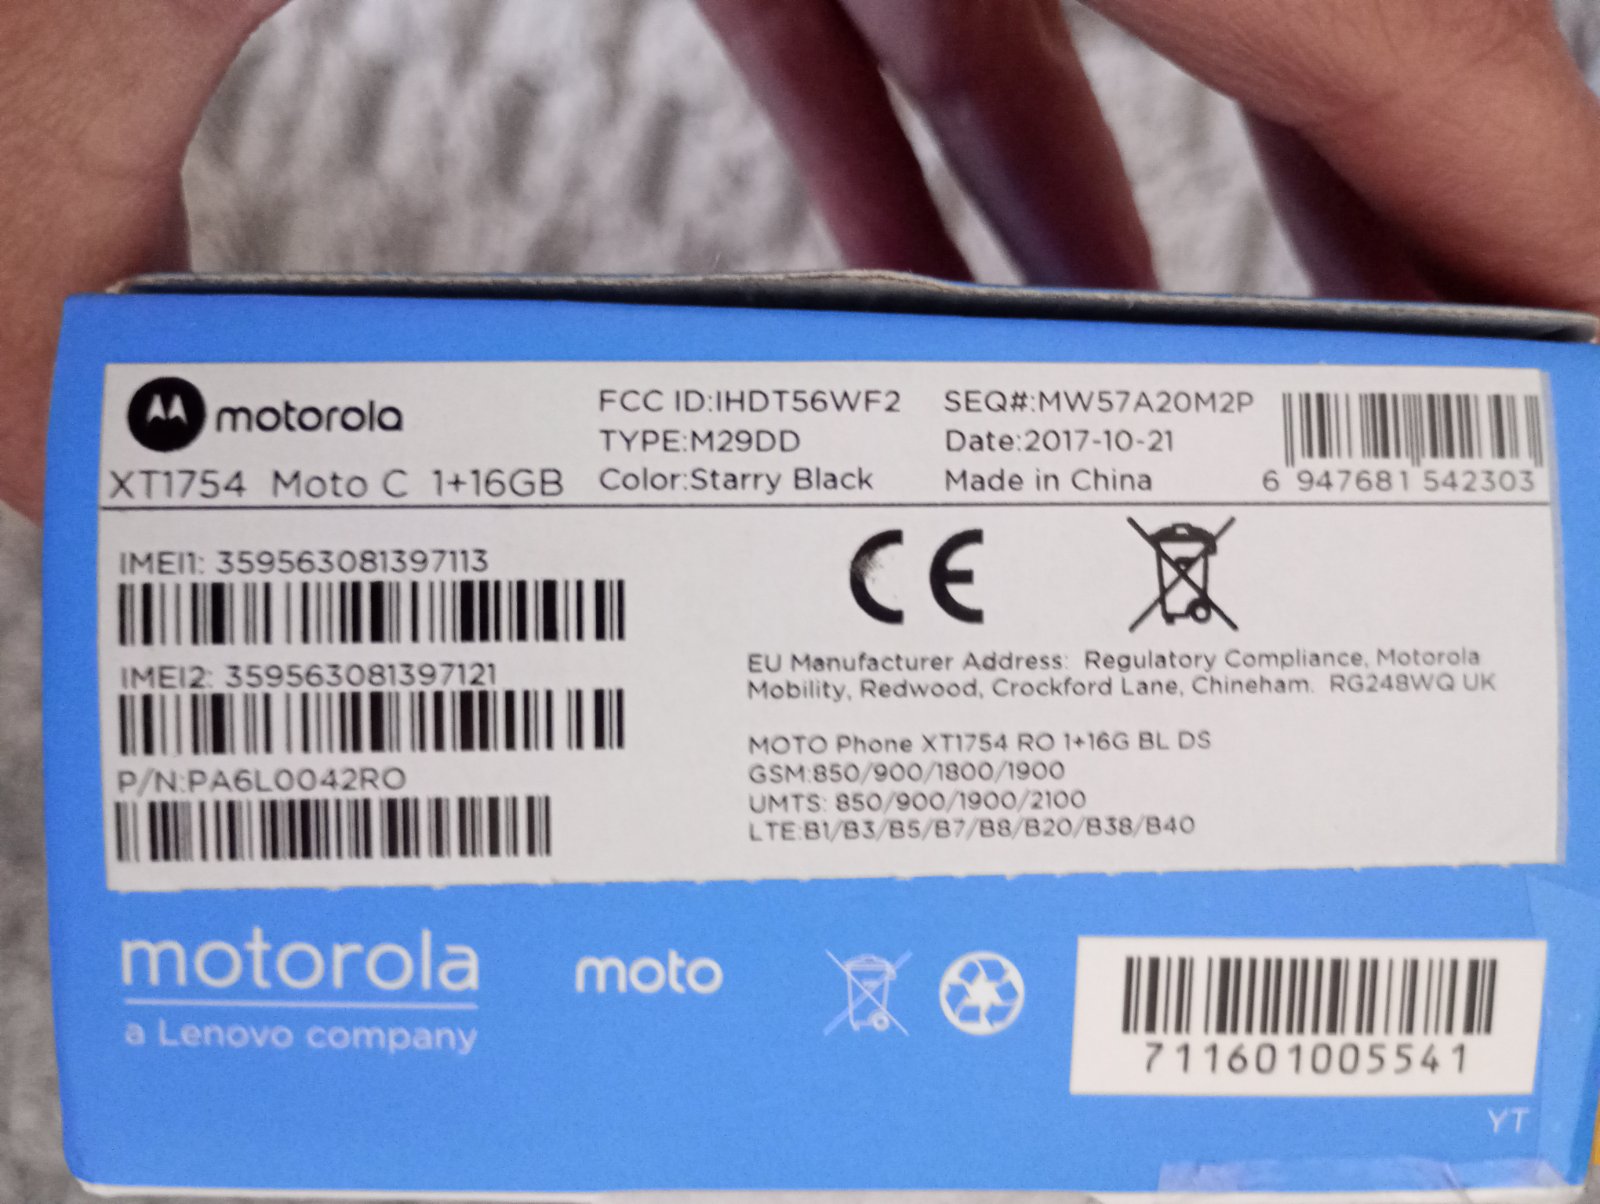 motorola
XT1754 Moto C 1+16GB
FCC ID:IHDT56WF2
TYPE:M29DD
Color:Starry Black
SEQ#:MW57A20M2P
Date:2017-10-21
Made in China
6 947681 542303
IMEI1: 359563081397113
IMEI2: 359563081397121
P/N:PA6L0042RO
CE
EU Manufacturer Address: Regulatory Compliance, Motorola
Mobility, Redwood, Crockford Lane, Chineham. RG248WQ UK
MOTO Phone XT1754 RO 1+16G BL DS
GSM:850/900/1800/1900
UMTS: 850/900/1900/2100
LTE:B1/B3/B5/B7/B8/B20/B38/B40
motorola
a Lenovo company
moto
711601005541
YT